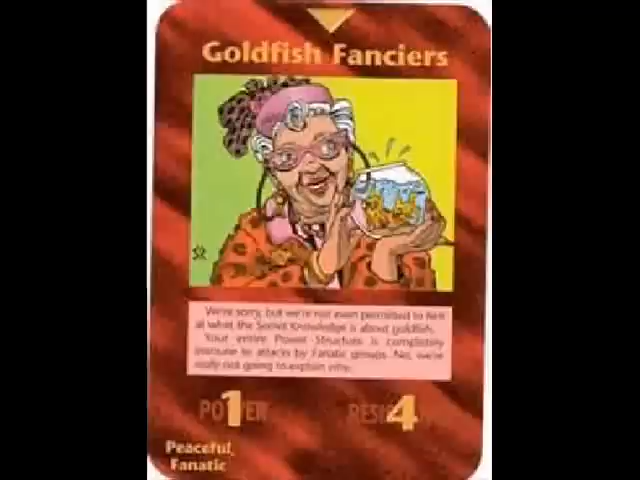 Goldfish Fanciers
We're sorry, but we're not even permitted to hint
at what the Secret Knowledge is about goldfish.
Your entire Power Structure is completely
immune to attacks by Fanatic groups. No, we're
really not going to explain why.
POWER 1 RESIST 4
Peaceful,
Fanatic